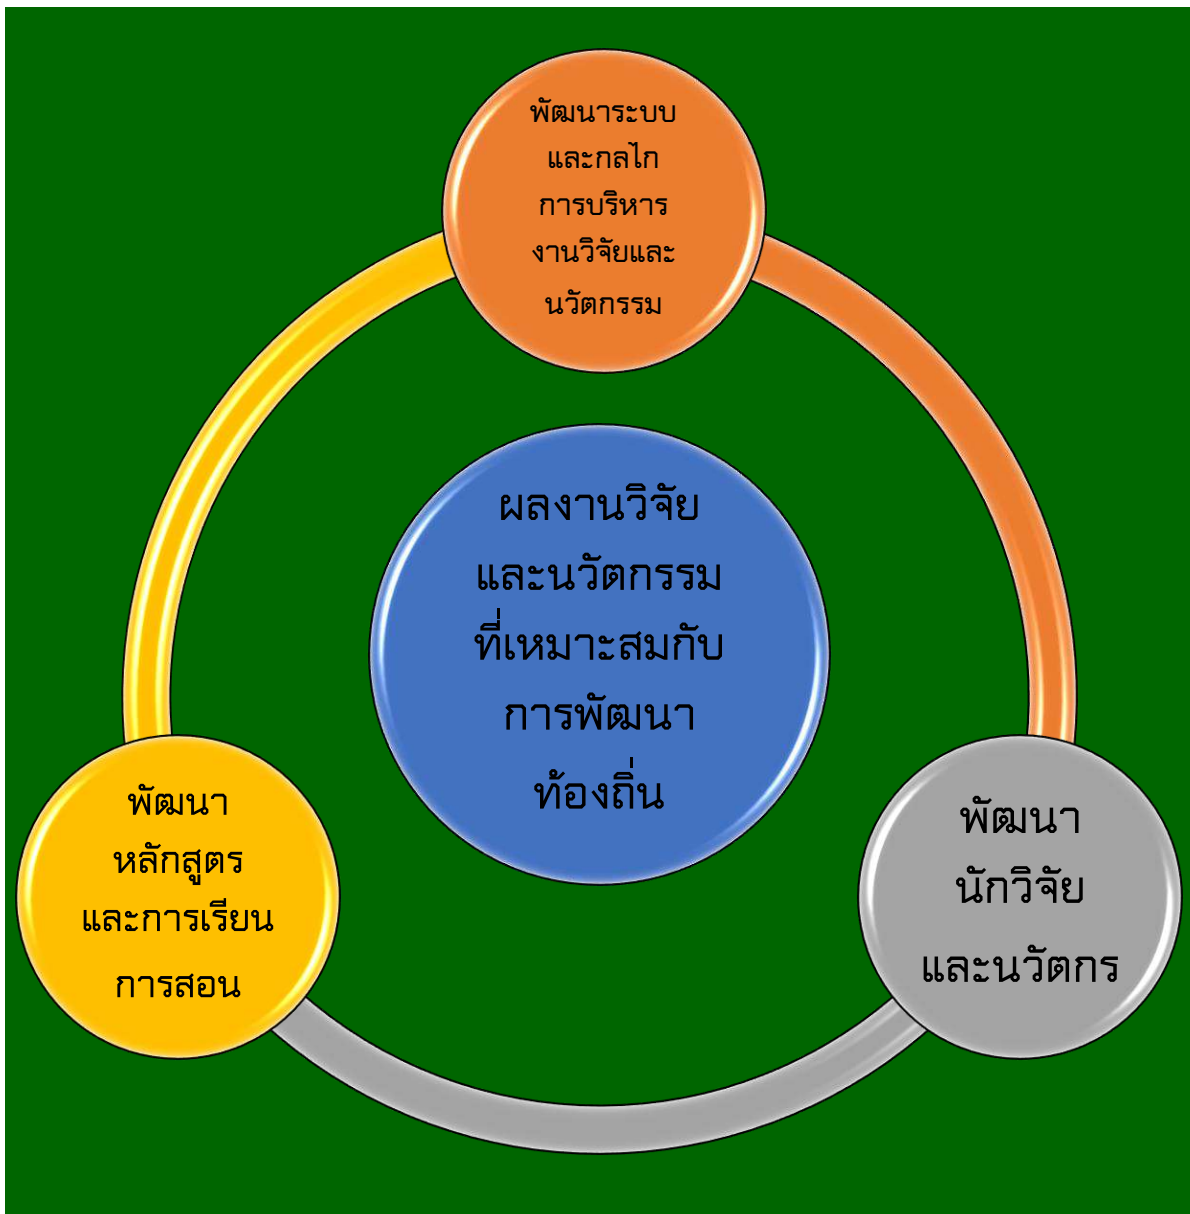 พัฒนาระบบ
และกลไก
การบริหาร
งานวิจัยและ
นวัตกรรม
ผลงานวิจัย
และนวัตกรรม
ที่เหมาะสมกับ
การพัฒนา
ท้องถิ่น
พัฒนา
หลักสูตร
และการเรียน
การสอน
พัฒนา
นักวิจัย
และนวัตกร